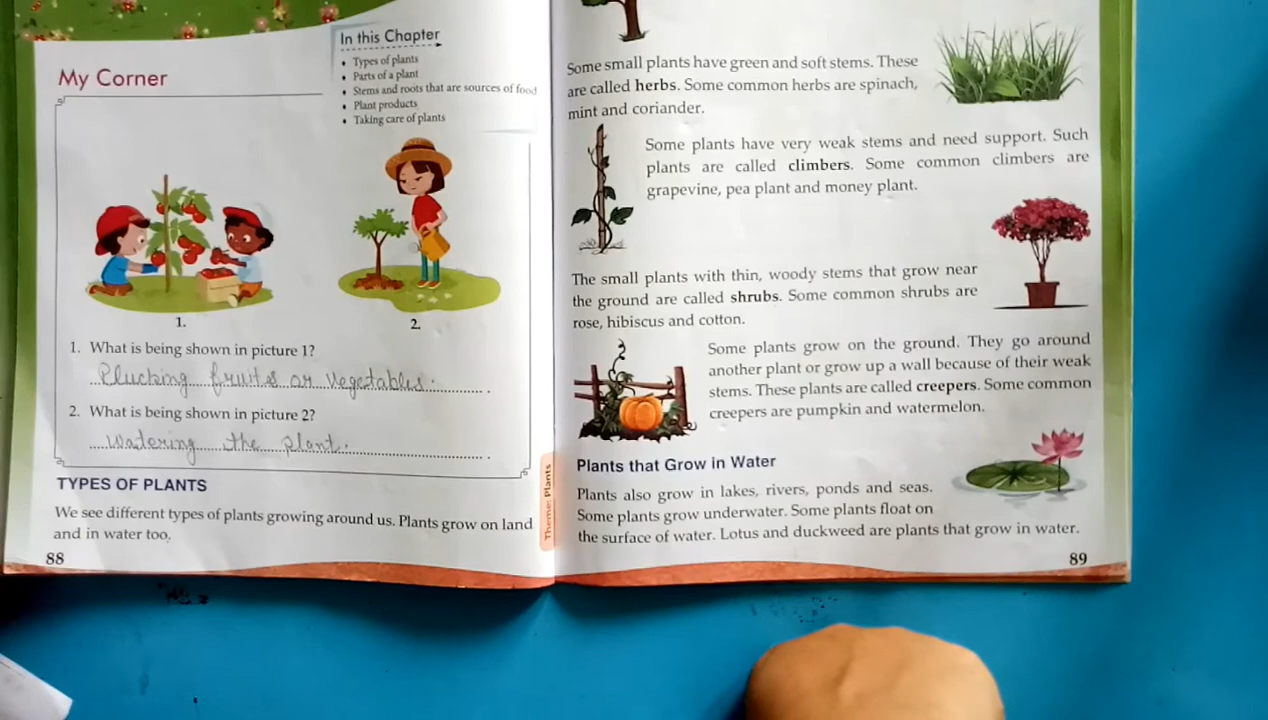 My Corner
In this Chapter
• Types of plants
• Parts of a plant
• Stems and roots that are sources of food
• Plant products
• Taking care of plants
1.
2.
1. What is being shown in picture 1?
Plucking fruits or vegetables.
2. What is being shown in picture 2?
Watering the plant.
TYPES OF PLANTS
We see different types of plants growing around us. Plants grow on land
and in water too.
88
Theme: Plants
Some small plants have green and soft stems. These
are called herbs. Some common herbs are spinach,
mint and coriander.
Some plants have very weak stems and need support. Such
plants are called climbers. Some common climbers are
grapevine, pea plant and money plant.
The small plants with thin, woody stems that grow near
the ground are called shrubs. Some common shrubs are
rose, hibiscus and cotton.
Some plants grow on the ground. They go around
another plant or grow up a wall because of their weak
stems. These plants are called creepers. Some common
creepers are pumpkin and watermelon.
Plants that Grow in Water
Plants also grow in lakes, rivers, ponds and seas.
Some plants grow underwater. Some plants float on
the surface of water. Lotus and duckweed are plants that grow in water.
89